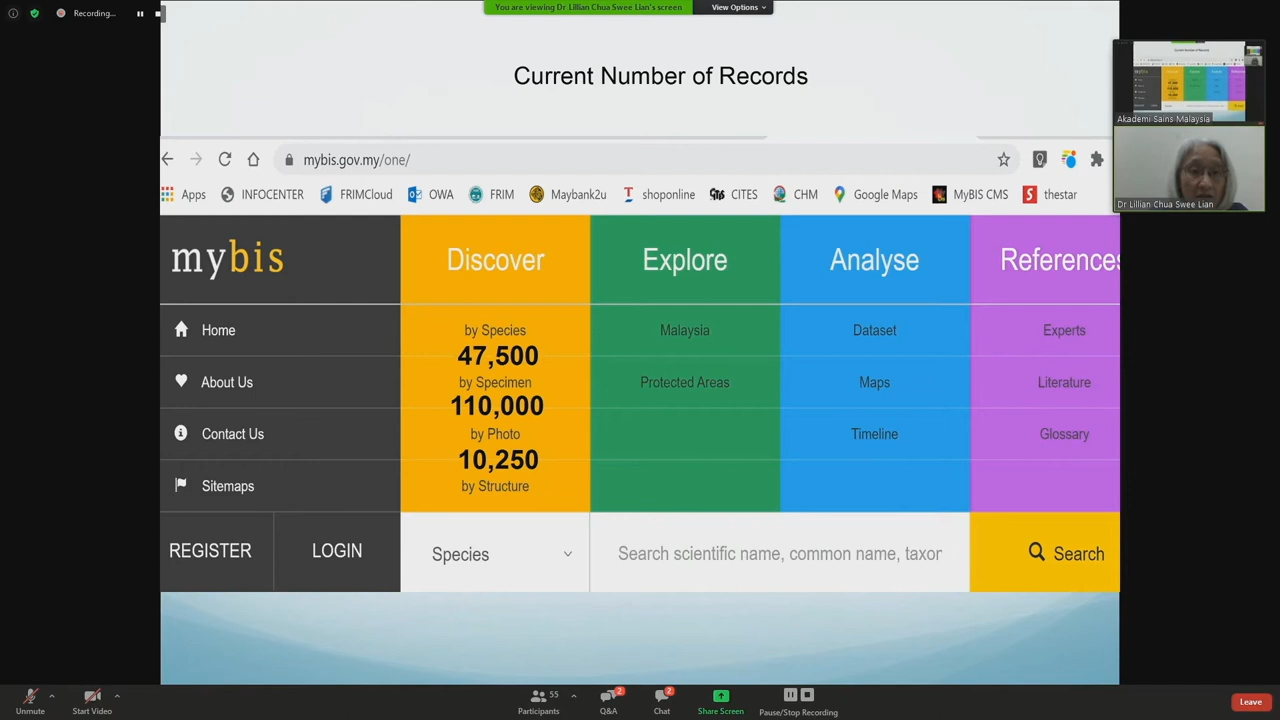 Recording...
You are viewing Dr Lillian Chua Swee Lian's screen
View Options
Current Number of Records
mybis.gov.my/one/
Apps INFOCENTER FRIMCloud OWA FRIM Maybank2u shoponline CITES CHM Google Maps MyBIS CMS thestar
mybis
Discover
Explore
Analyse
References
Home
by Species
Malaysia
Dataset
Experts
47,500
About Us
by Specimen
Protected Areas
Maps
Literature
110,000
Contact Us
by Photo
Timeline
Glossary
10,250
Sitemaps
by Structure
REGISTER
LOGIN
Species
Search scientific name, common name, taxor
Search
Akademi Sains Malaysia
Dr Lillian Chua Swee Lian
Unmute
Start Video
55
Participants
2
Q&A
2
Chat
Share Screen
Pause/Stop Recording
Leave